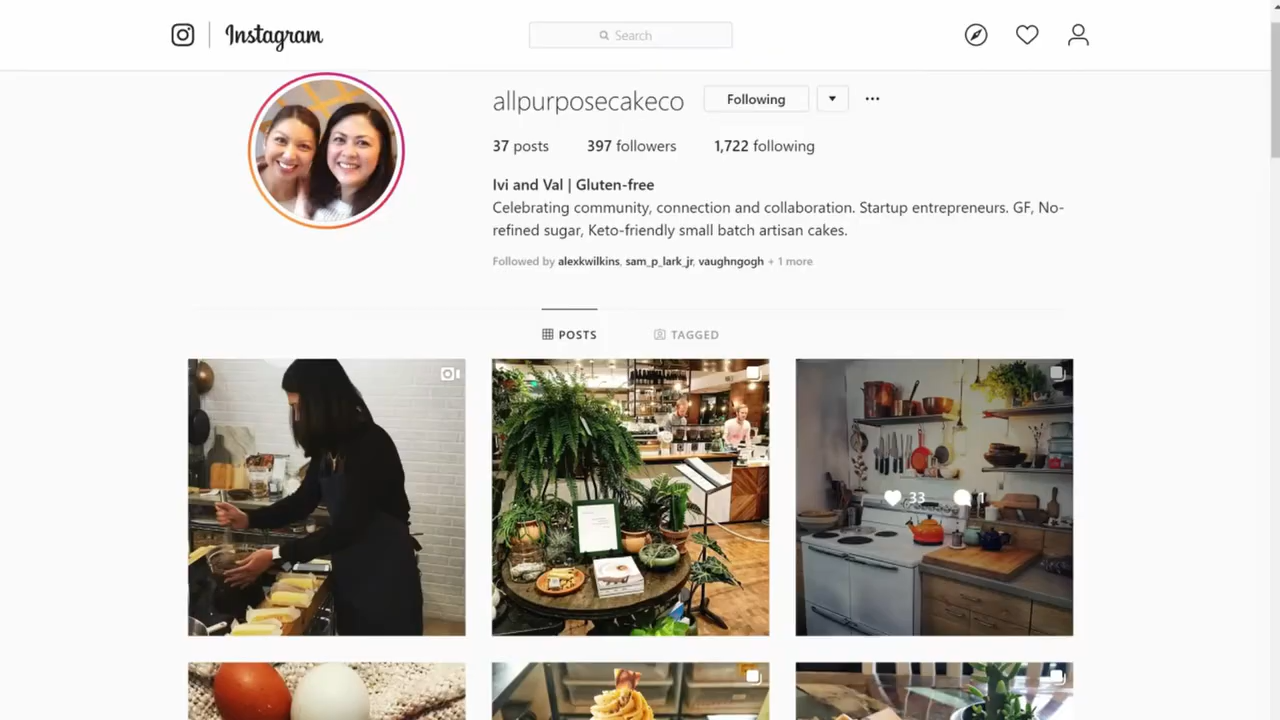 Instagram
Search
allpurposecakeco
Following
37 posts
397 followers
1,722 following
Ivi and Val | Gluten-free
Celebrating community, connection and collaboration. Startup entrepreneurs. GF, No-
refined sugar, Keto-friendly small batch artisan cakes.
Followed by alexkwilkins, sam_p_lark_jr, vaughngogh + 1 more
POSTS
TAGGED
33
1